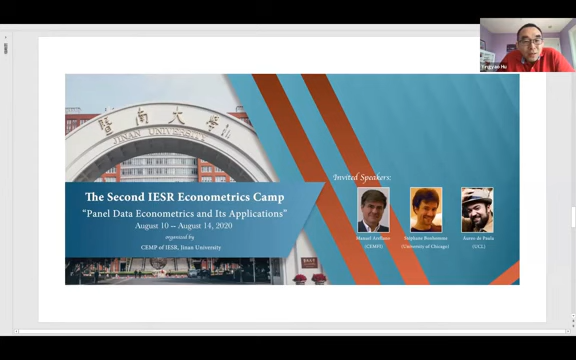 暨南大學
JINAN UNIVERSITY
The Second IESR Econometrics Camp
“Panel Data Econometrics and Its Applications”
August 10 — August 14, 2020
organized by
CEMP of IESR, Jinan University
Invited Speakers:
Manuel Arellano
(CEMFI)
Stéphane Bonhomme
(University of Chicago)
Áureo de Paula
(UCL)
Yingyao Hu